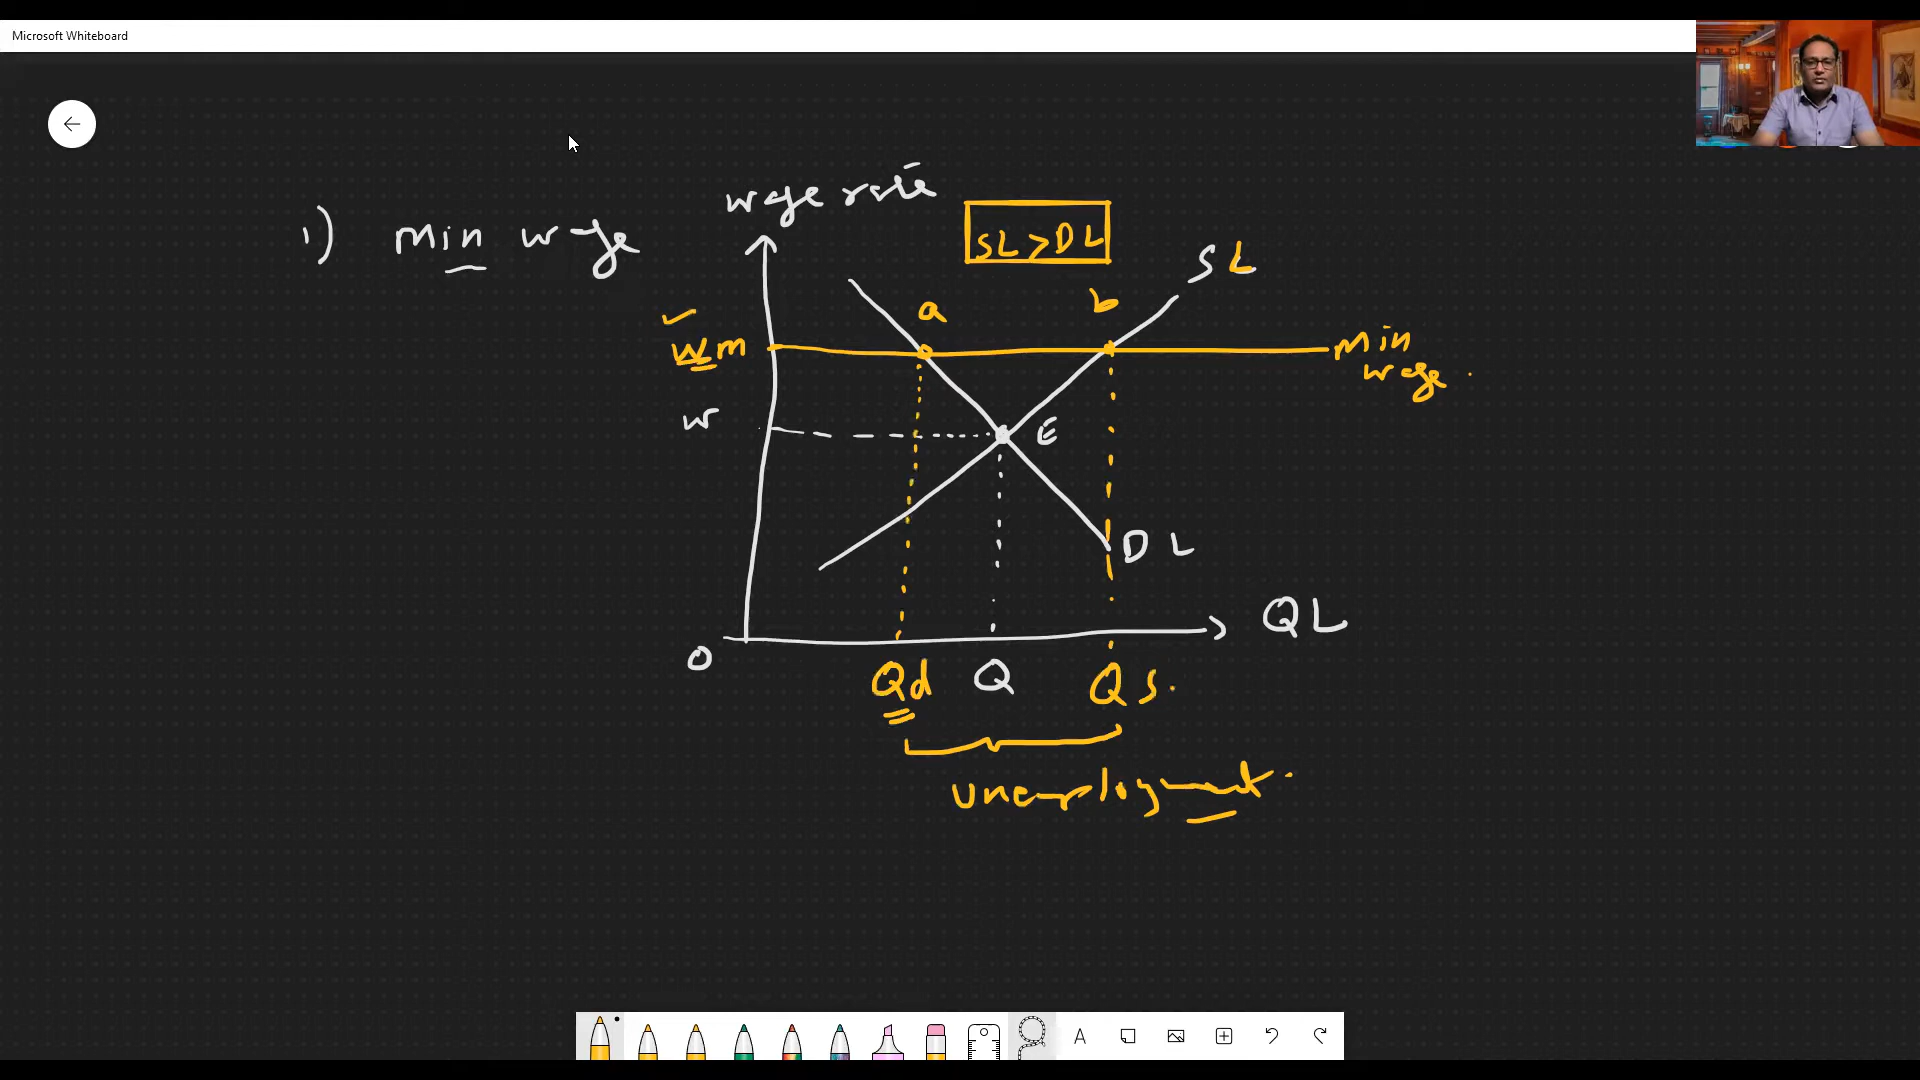 Microsoft Whiteboard
wage rate
1) min wage
SL > DL
SL
a
b
Wm
min
wage
W
E
DL
QL
O
Qd
Q
Qs.
unemployment.
A